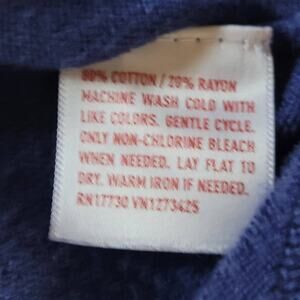 80% COTTON / 20% RAYON
MACHINE WASH COLD WITH
LIKE COLORS. GENTLE CYCLE.
ONLY NON-CHLORINE BLEACH
WHEN NEEDED. LAY FLAT TO
DRY. WARM IRON IF NEEDED.
RN17730 VN1273425